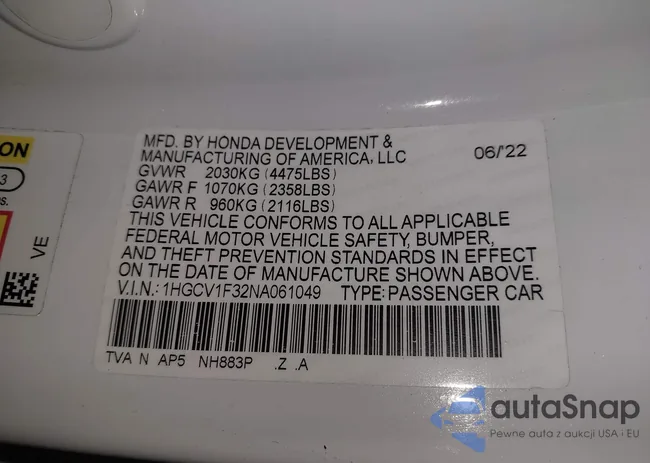 MFD. BY HONDA DEVELOPMENT &
MANUFACTURING OF AMERICA, LLC 06/'22
GVWR 2030KG (4475LBS)
GAWR F 1070KG (2358LBS)
GAWR R 960KG (2116LBS)
THIS VEHICLE CONFORMS TO ALL APPLICABLE
FEDERAL MOTOR VEHICLE SAFETY, BUMPER,
AND THEFT PREVENTION STANDARDS IN EFFECT
ON THE DATE OF MANUFACTURE SHOWN ABOVE.
V.I.N.: 1HGCV1F32NA061049 TYPE: PASSENGER CAR
TVA N AP5 NH883P .Z .A
ON
3
s.
VE
autaSnap
Pewne auta z aukcji USA i EU